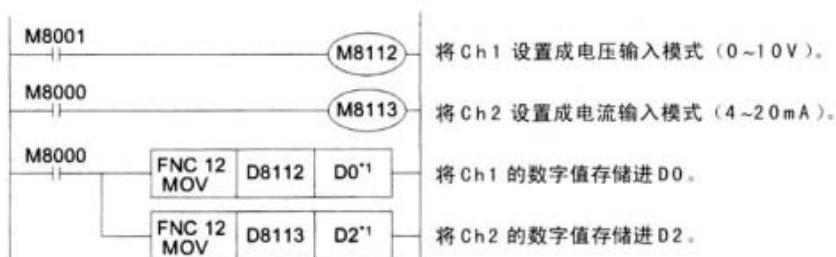 M8001
M8112 将Ch1设置成电压输入模式（0~10V）。
M8000
M8113 将Ch2设置成电流输入模式（4~20mA）。
M8000
FNC 12 MOV D8112 D0*1 将Ch1的数字值存储进D0。
FNC 12 MOV D8113 D2*1 将Ch2的数字值存储进D2。